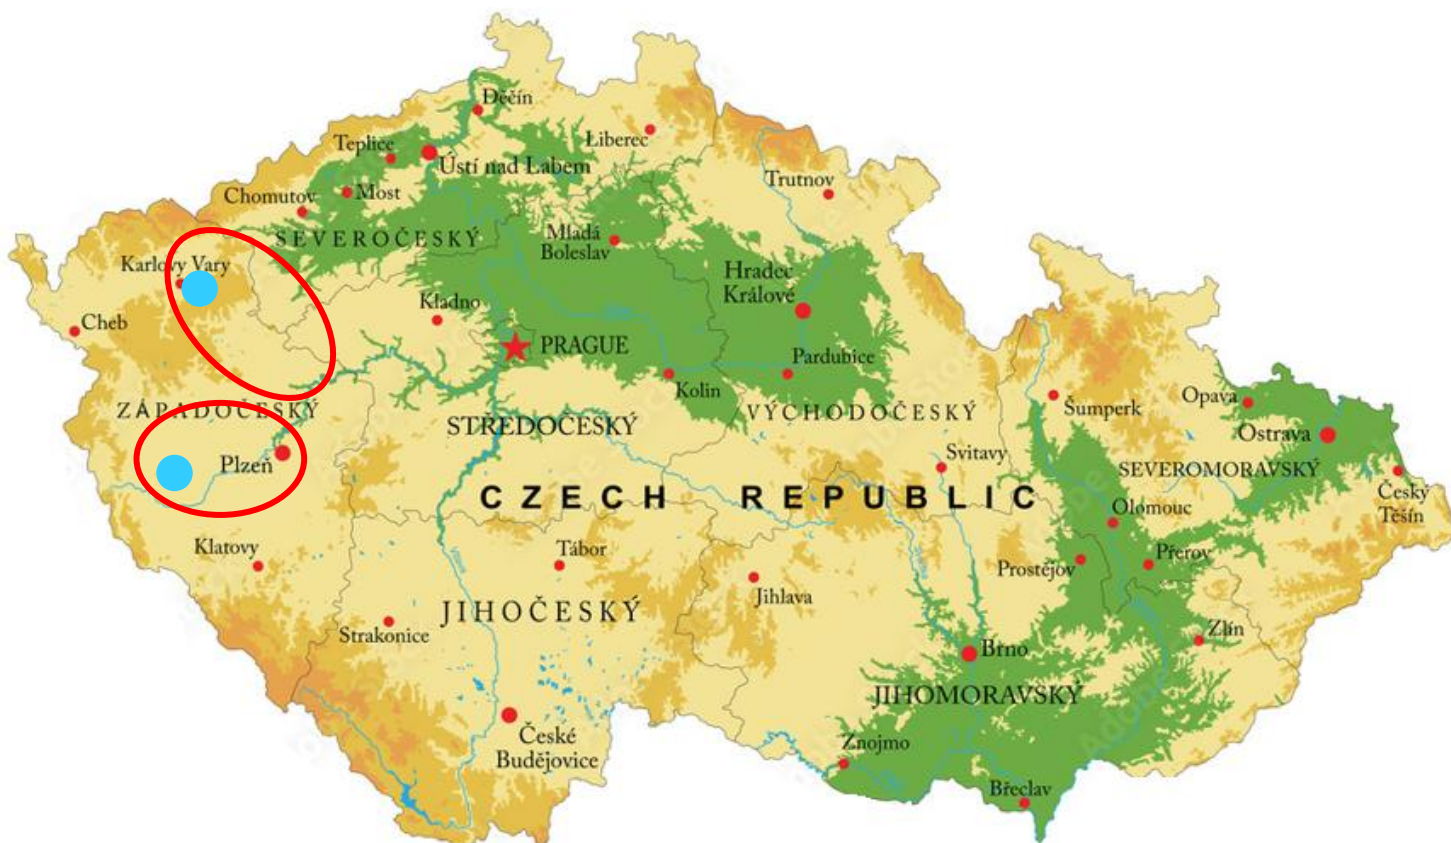 Děčín
Teplice
Liberec
Ústí nad Labem
Trutnov
Chomutov
Most
SEVEROČESKÝ
Mladá
Boleslav
Karlovy Vary
Hradec
Králové
Kladno
Cheb
PRAGUE
Pardubice
Kolin
ZÁPADOČESKÝ
STŘEDOČESKÝ
VÝCHODOČESKÝ
Šumperk
Opava
Ostrava
Plzeň
Svitavy
SEVEROMORAVSKÝ
CZECH REPUBLIC
Český
Těšín
Olomouc
Klatovy
Tábor
Přerov
Prostějov
Jihlava
JIHOČESKÝ
Strakonice
Zlín
Brno
JIHOMORAVSKÝ
České
Budějovice
Znojmo
Břeclav